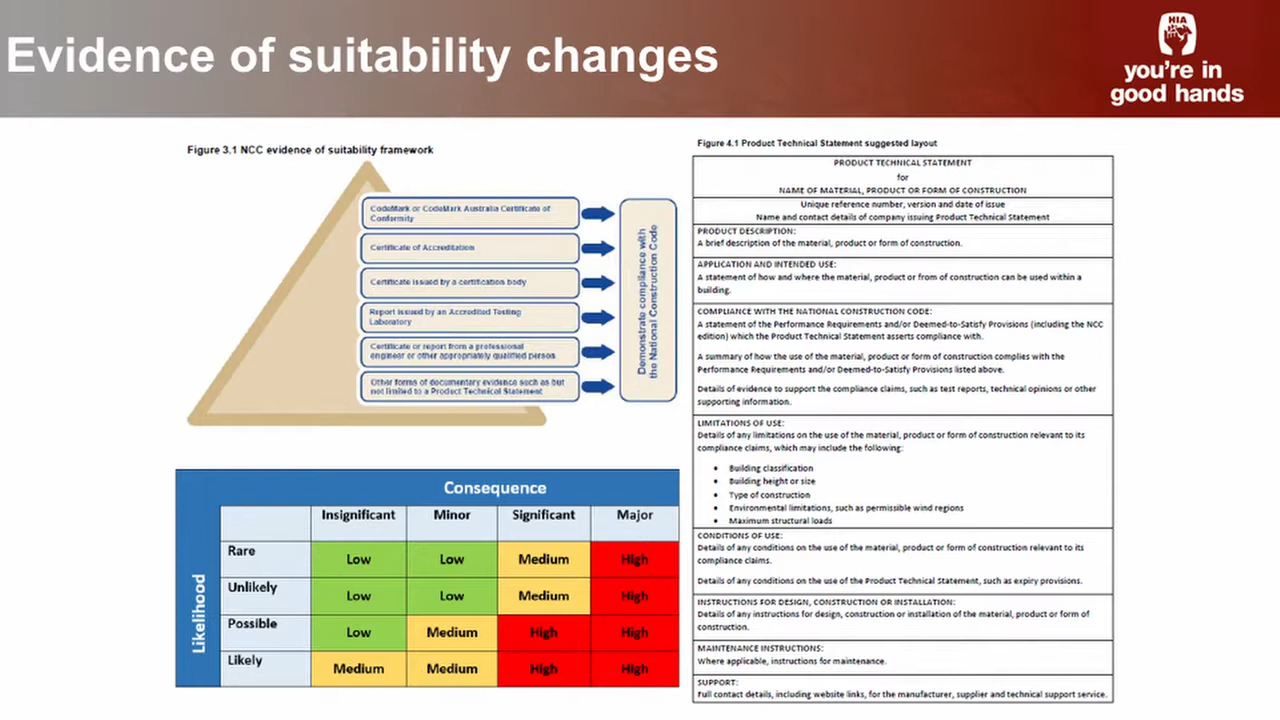 Evidence of suitability changes
HIA
you're in
good hands
Figure 3.1 NCC evidence of suitability framework
CodeMark or CodeMark Australia Certificate of
Conformity
Certificate of Accreditation
Certificate issued by a certification body
Report issued by an Accredited Testing
Laboratory
Certificate or report from a professional
engineer or other appropriately qualified person
Other forms of documentary evidence such as but
not limited to a Product Technical Statement
Demonstrate compliance with
the National Construction Code
Consequence
Insignificant Minor Significant Major
Likelihood
Rare Low Low Medium High
Unlikely Low Low Medium High
Possible Low Medium High High
Likely Medium Medium High High
Figure 4.1 Product Technical Statement suggested layout
PRODUCT TECHNICAL STATEMENT
for
NAME OF MATERIAL, PRODUCT OR FORM OF CONSTRUCTION
Unique reference number, version and date of issue
Name and contact details of company issuing Product Technical Statement
PRODUCT DESCRIPTION:
A brief description of the material, product or form of construction.
APPLICATION AND INTENDED USE:
A statement of how and where the material, product or from of construction can be used within a
building.
COMPLIANCE WITH THE NATIONAL CONSTRUCTION CODE:
A statement of the Performance Requirements and/or Deemed-to-Satisfy Provisions (including the NCC
edition) which the Product Technical Statement asserts compliance with.
A summary of how the use of the material, product or form of construction complies with the
Performance Requirements and/or Deemed-to-Satisfy Provisions listed above.
Details of evidence to support the compliance claims, such as test reports, technical opinions or other
supporting information.
LIMITATIONS OF USE:
Details of any limitations on the use of the material, product or form of construction relevant to its
compliance claims, which may include the following:
• Building classification
• Building height or size
• Type of construction
• Environmental limitations, such as permissible wind regions
• Maximum structural loads
CONDITIONS OF USE:
Details of any conditions on the use of the material, product or form of construction relevant to its
compliance claims.
Details of any conditions on the use of the Product Technical Statement, such as expiry provisions.
INSTRUCTIONS FOR DESIGN, CONSTRUCTION OR INSTALLATION:
Details of any instructions for design, construction or installation of the material, product or form of
construction.
MAINTENANCE INSTRUCTIONS:
Where applicable, instructions for maintenance.
SUPPORT:
Full contact details, including website links, for the manufacturer, supplier and technical support service.